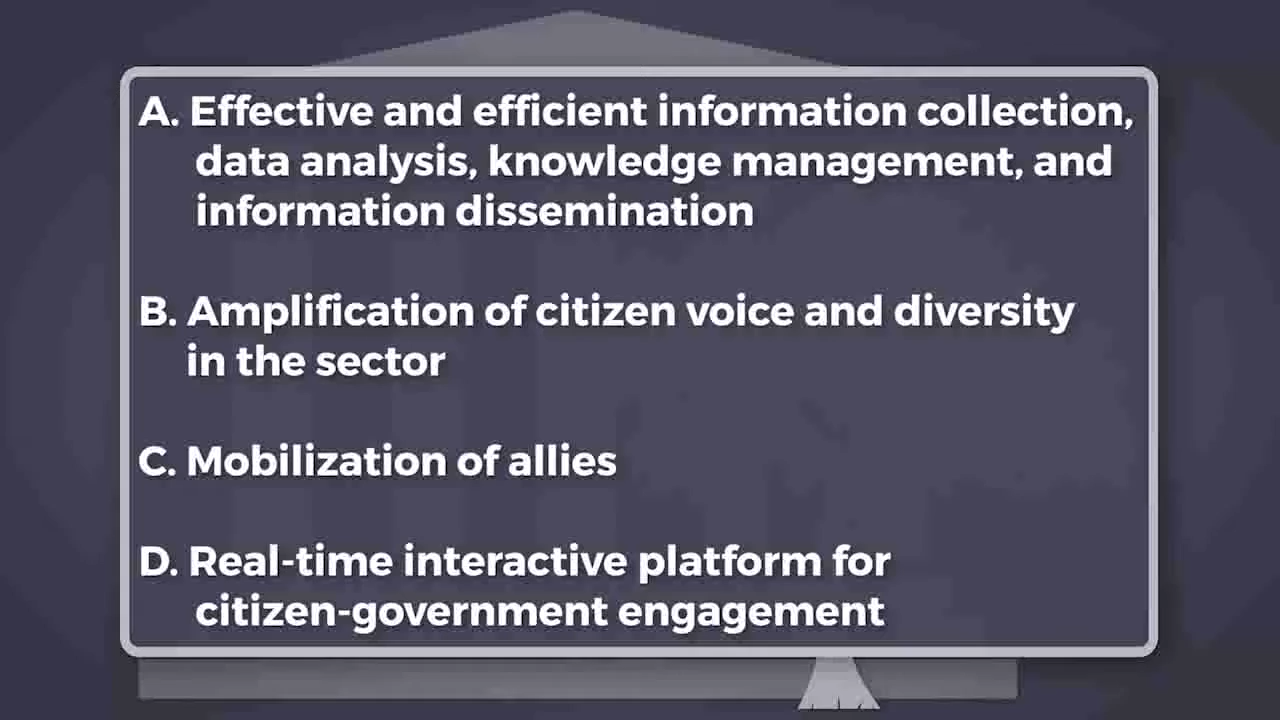 A. Effective and efficient information collection,
data analysis, knowledge management, and
information dissemination
B. Amplification of citizen voice and diversity
in the sector
C. Mobilization of allies
D. Real-time interactive platform for
citizen-government engagement